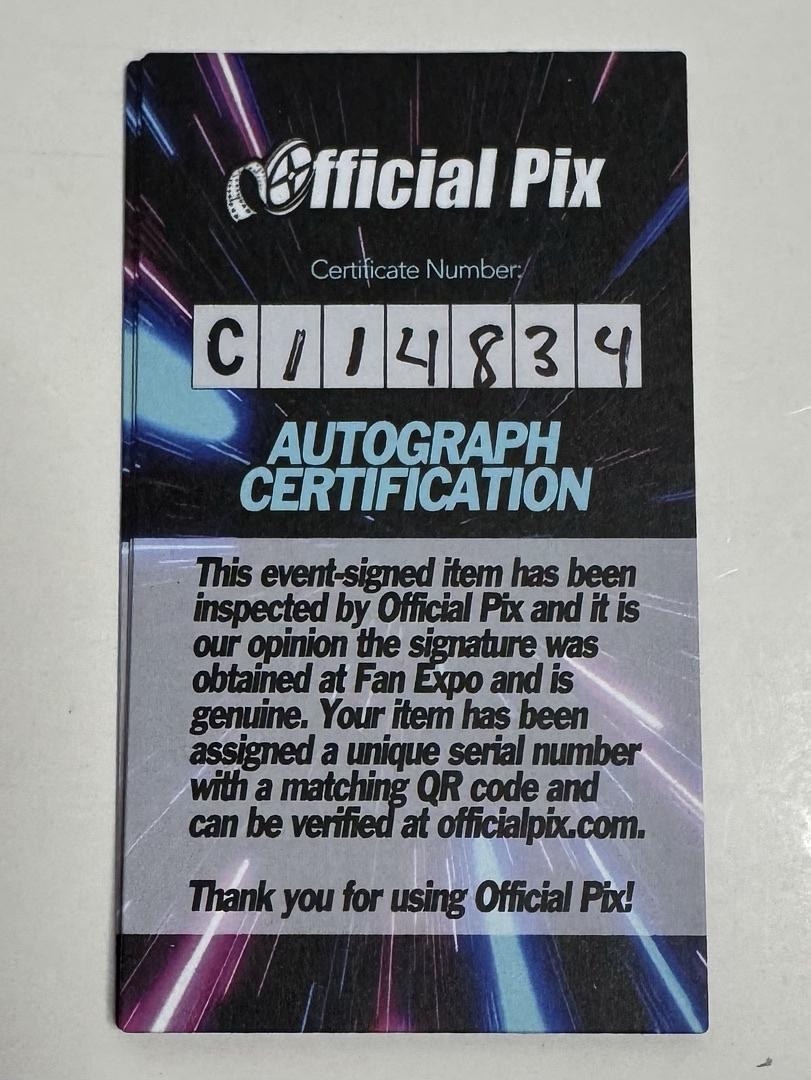 Official Pix
Certificate Number:
C114834
AUTOGRAPH
CERTIFICATION
This event-signed item has been
inspected by Official Pix and it is
our opinion the signature was
obtained at Fan Expo and is
genuine. Your item has been
assigned a unique serial number
with a matching QR code and
can be verified at officialpix.com.
Thank you for using Official Pix!